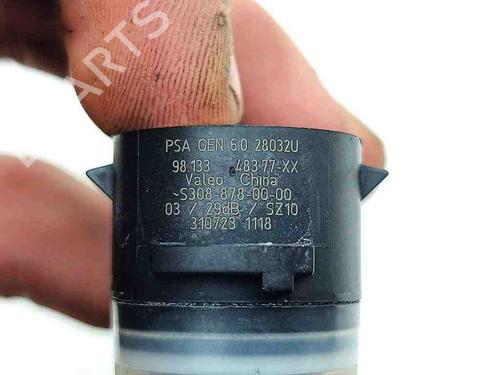 PARTS
PSA GEN 6.0 28032U
98.133 483.77-XX
Valeo China
~S308-878-00-00
03 / 29dB / SZ10
310723 1118